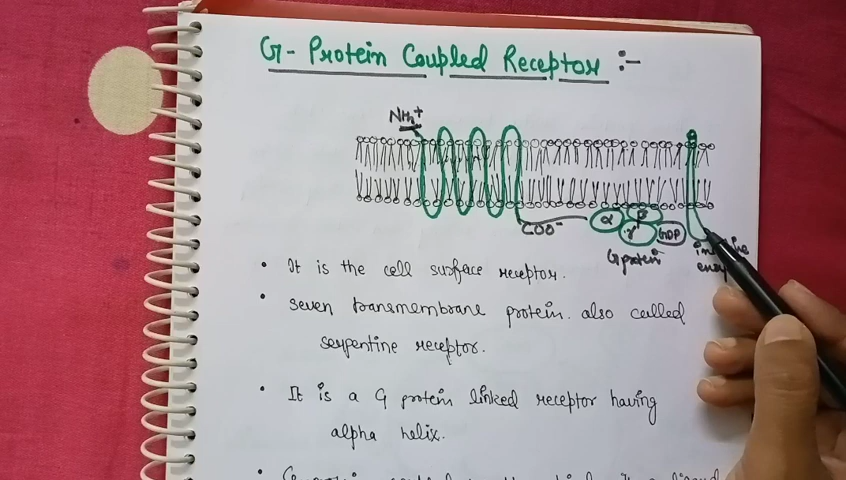 G- Protein Coupled Receptor :-
NH3+
COO-
α β γ GDP
G protein
• It is the cell surface receptor.
• Seven transmembrane protein. also called
serpentine receptor.
• It is a G protein linked receptor having
alpha helix.